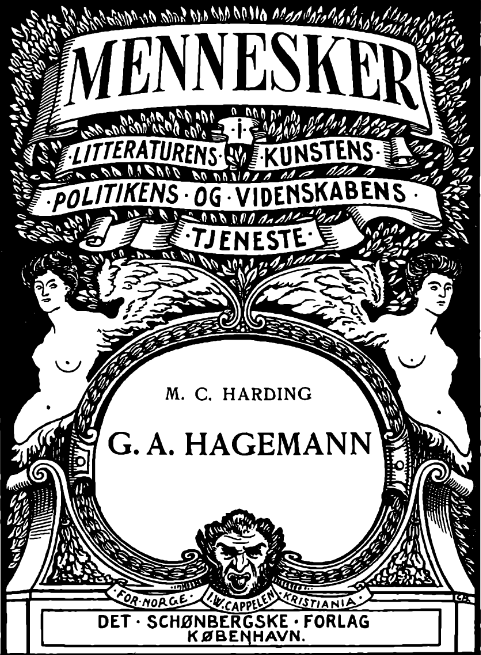 MENNESKER
· i ·
· LITTERATURENS · KUNSTENS ·
· POLITIKENS · OG · VIDENSKABENS ·
· TJENESTE ·
M. C. HARDING
G. A. HAGEMANN
· FOR · NORGE · I. W. CAPPELEN · KRISTIANIA ·
DET · SCHØNBERGSKE · FORLAG
KØBENHAVN.